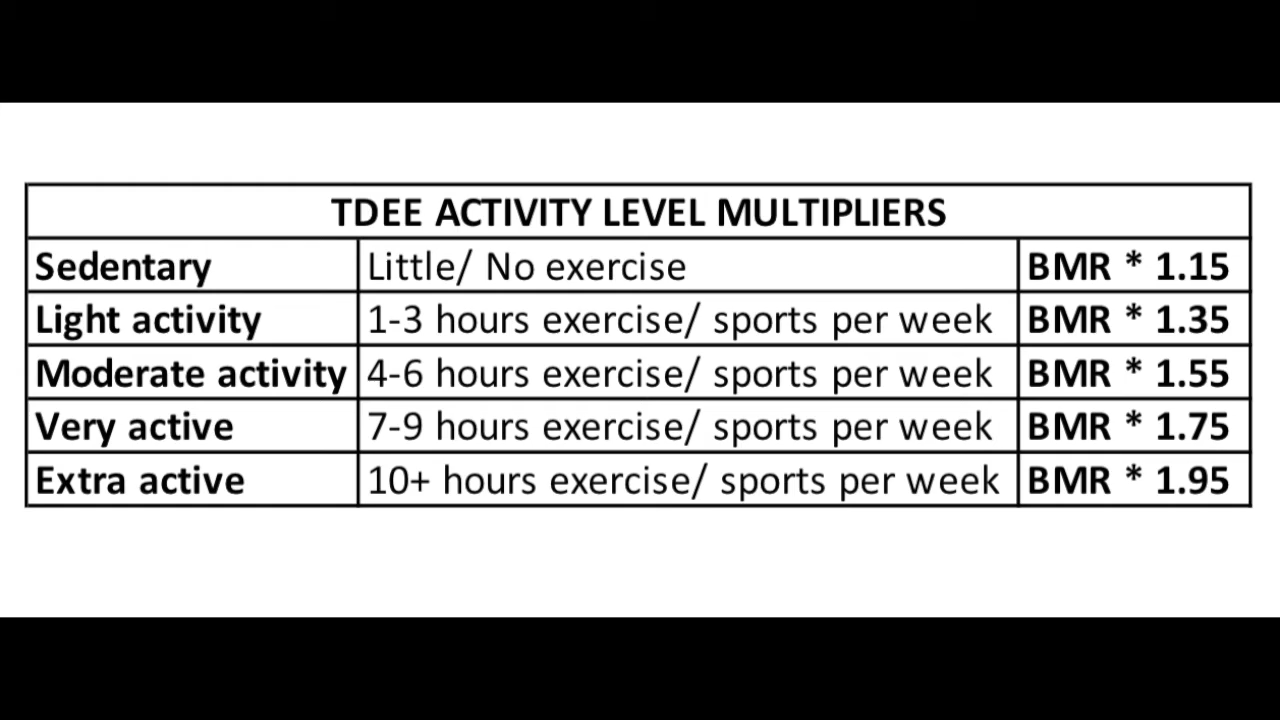 TDEE ACTIVITY LEVEL MULTIPLIERS
Sedentary Little/ No exercise BMR * 1.15
Light activity 1-3 hours exercise/ sports per week BMR * 1.35
Moderate activity 4-6 hours exercise/ sports per week BMR * 1.55
Very active 7-9 hours exercise/ sports per week BMR * 1.75
Extra active 10+ hours exercise/ sports per week BMR * 1.95